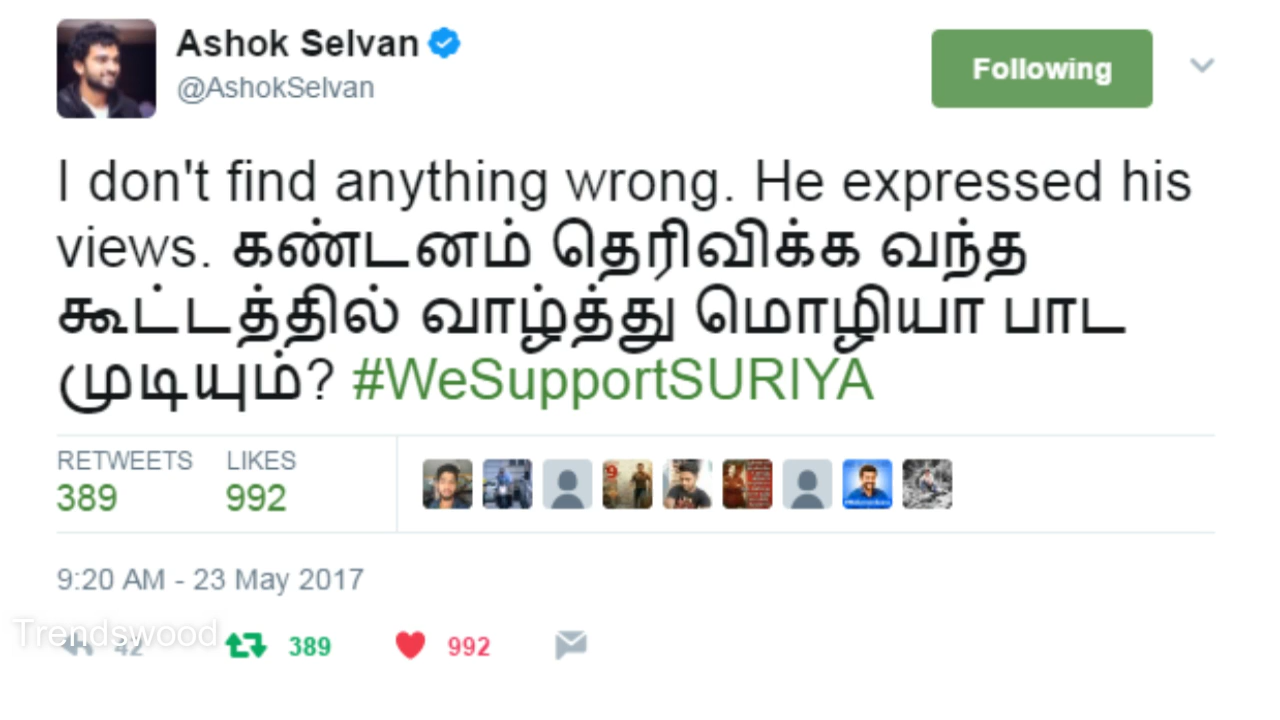 Ashok Selvan
@AshokSelvan
Following
I don't find anything wrong. He expressed his
views. கண்டனம் தெரிவிக்க வந்த
கூட்டத்தில் வாழ்த்து மொழியா பாட
முடியும்? #WeSupportSURIYA
RETWEETS LIKES
389 992
9:20 AM - 23 May 2017
Trendswood
42 389 992